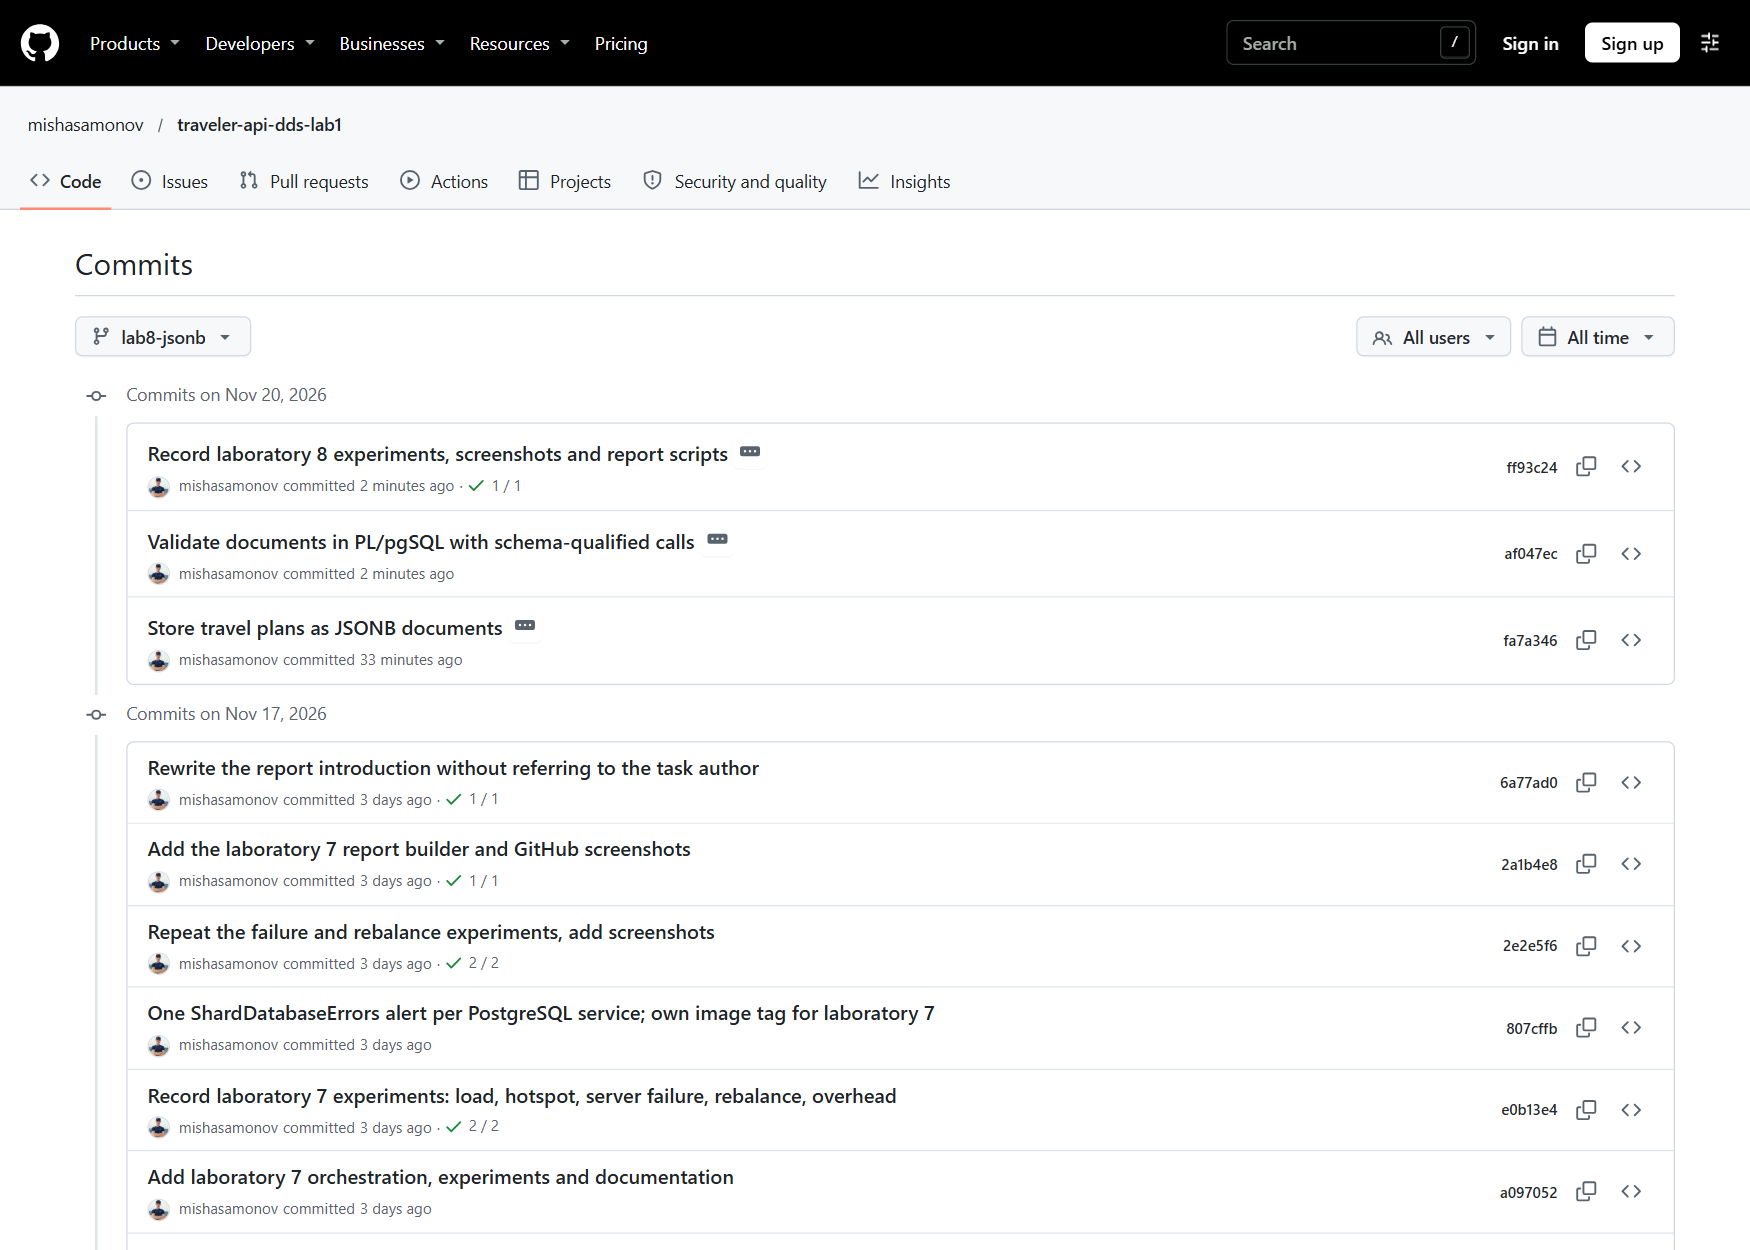 Products Developers Businesses Resources Pricing Search / Sign in Sign up
mishasamonov / traveler-api-dds-lab1
Code Issues Pull requests Actions Projects Security and quality Insights
Commits
lab8-jsonb All users All time
Commits on Nov 20, 2026
Record laboratory 8 experiments, screenshots and report scripts
mishasamonov committed 2 minutes ago · 1 / 1
ff93c24
Validate documents in PL/pgSQL with schema-qualified calls
mishasamonov committed 2 minutes ago
af047ec
Store travel plans as JSONB documents
mishasamonov committed 33 minutes ago
fa7a346
Commits on Nov 17, 2026
Rewrite the report introduction without referring to the task author
mishasamonov committed 3 days ago · 1 / 1
6a77ad0
Add the laboratory 7 report builder and GitHub screenshots
mishasamonov committed 3 days ago · 1 / 1
2a1b4e8
Repeat the failure and rebalance experiments, add screenshots
mishasamonov committed 3 days ago · 2 / 2
2e2e5f6
One ShardDatabaseErrors alert per PostgreSQL service; own image tag for laboratory 7
mishasamonov committed 3 days ago
807cffb
Record laboratory 7 experiments: load, hotspot, server failure, rebalance, overhead
mishasamonov committed 3 days ago · 2 / 2
e0b13e4
Add laboratory 7 orchestration, experiments and documentation
mishasamonov committed 3 days ago
a097052